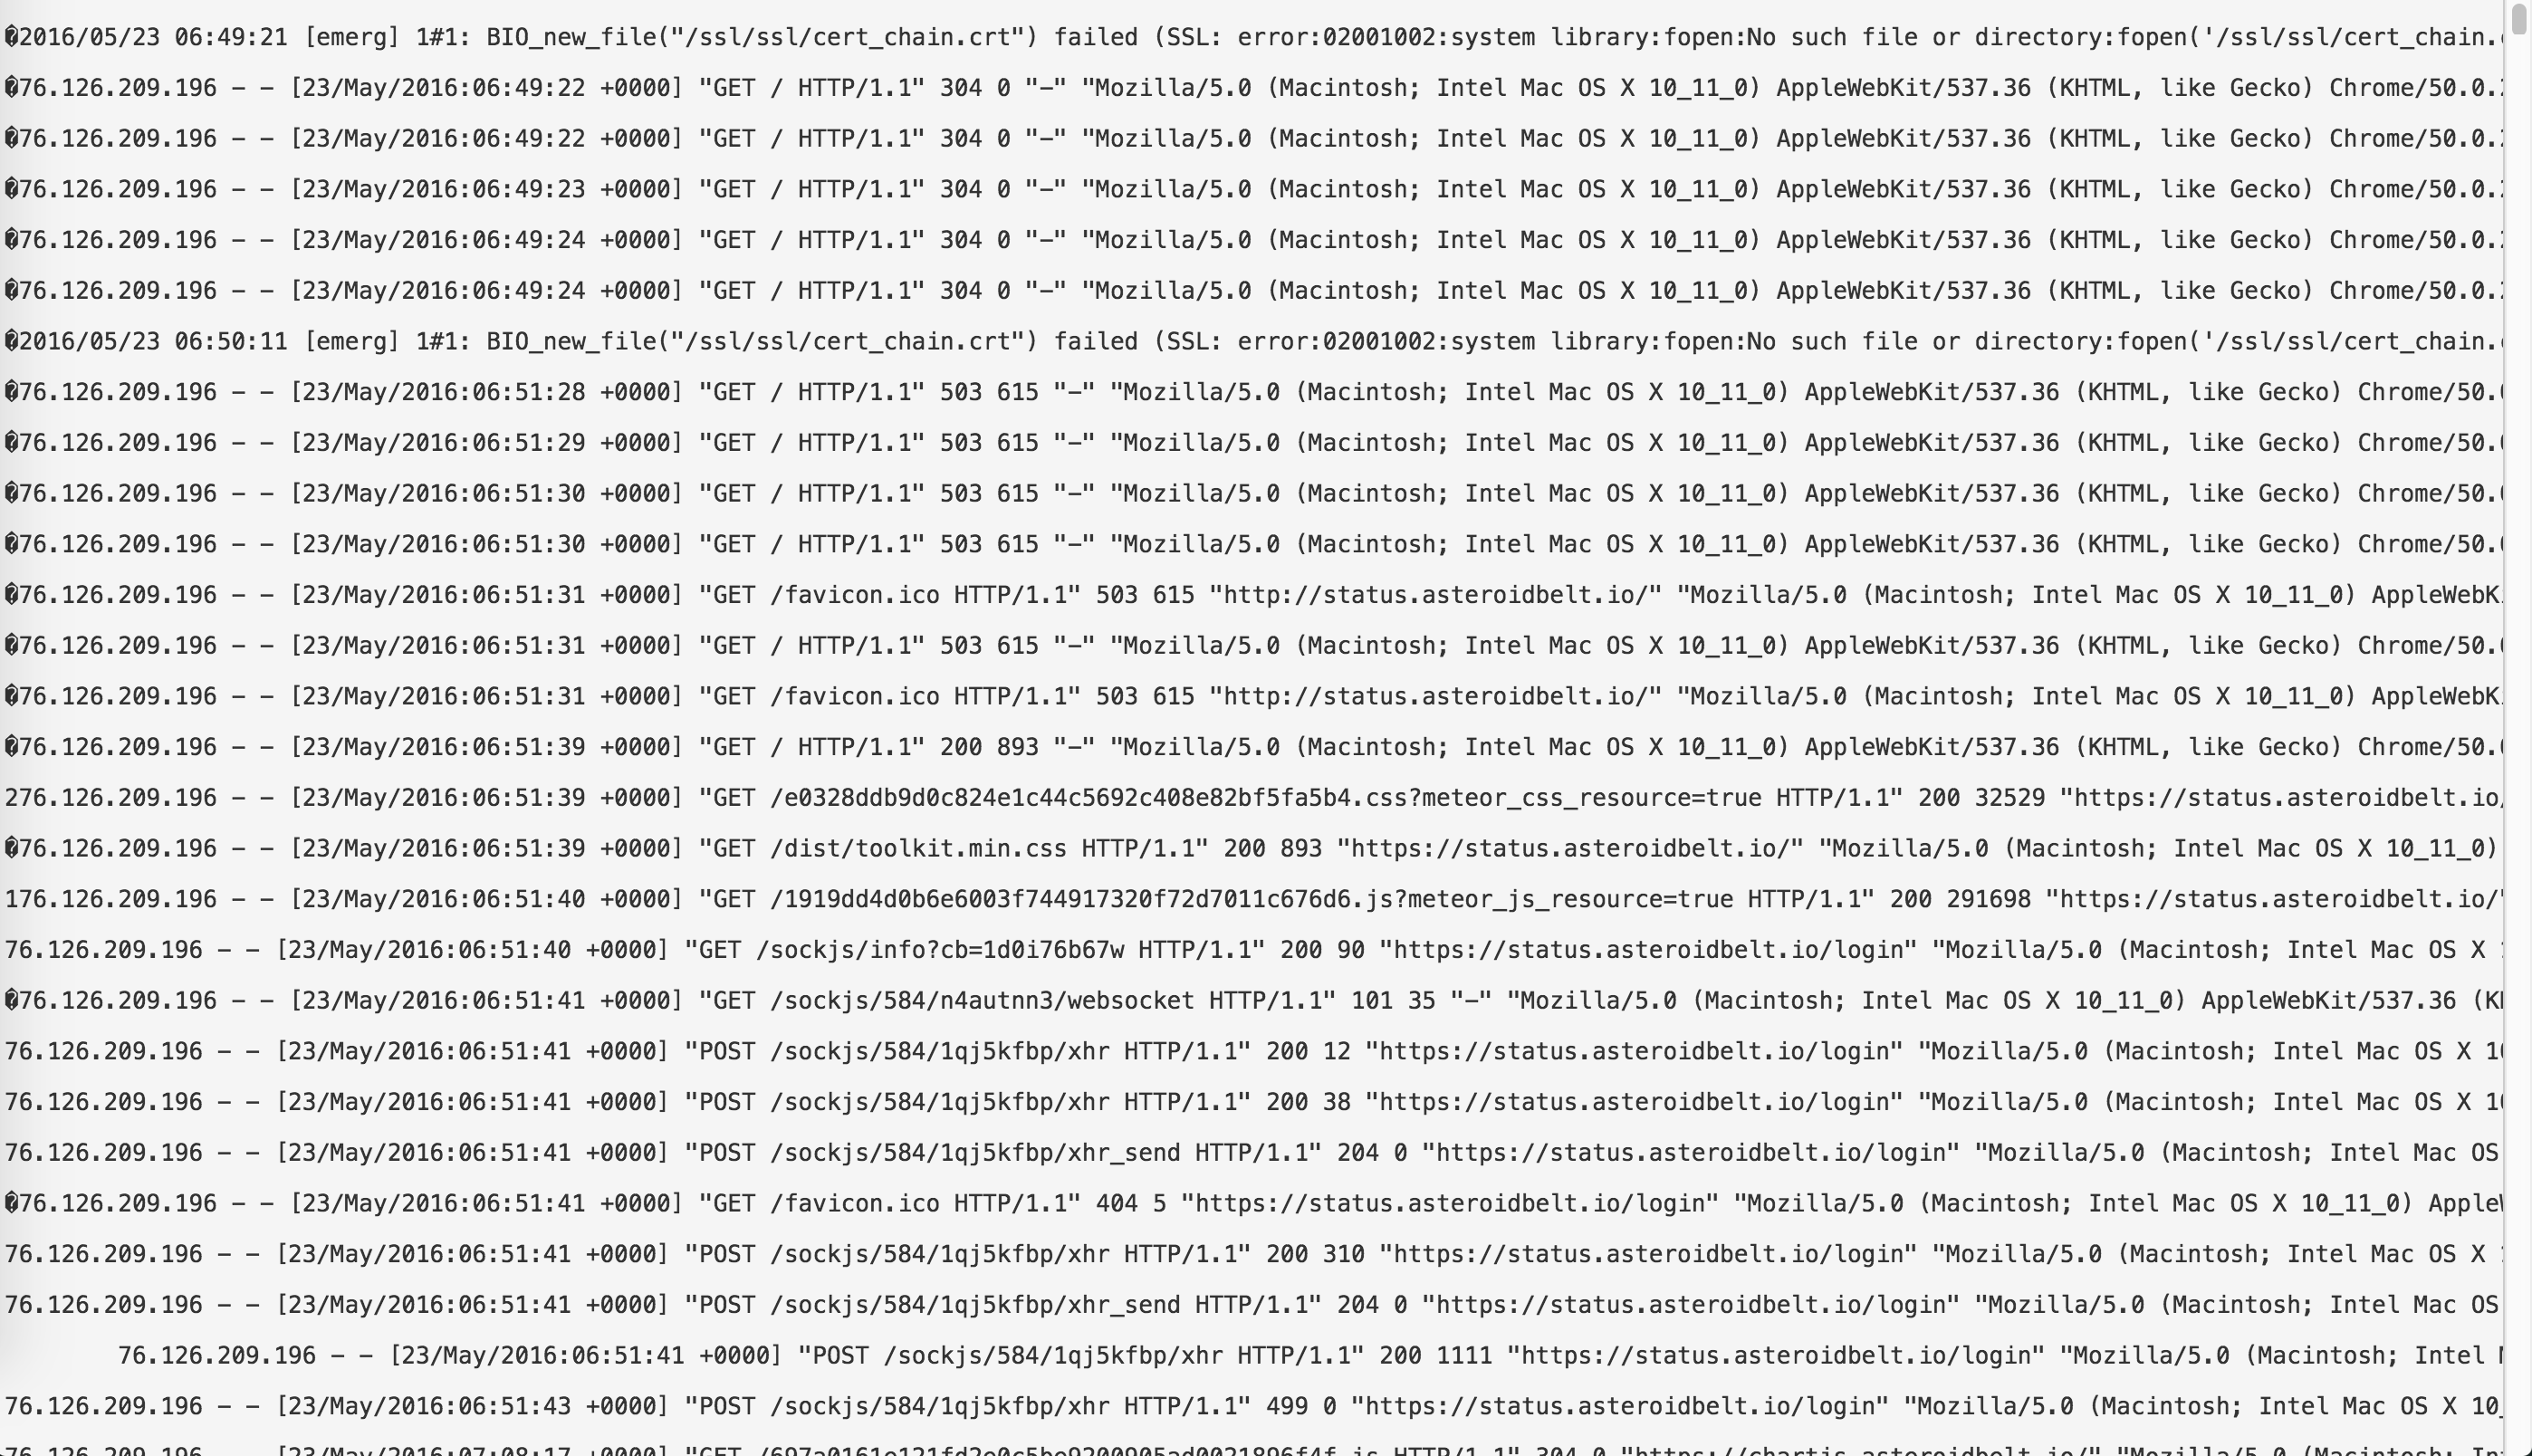 �2016/05/23 06:49:21 [emerg] 1#1: BIO_new_file("/ssl/ssl/cert_chain.crt") failed (SSL: error:02001002:system library:fopen:No such file or directory:fopen('/ssl/ssl/cert_chain.
�76.126.209.196 - - [23/May/2016:06:49:22 +0000] "GET / HTTP/1.1" 304 0 "-" "Mozilla/5.0 (Macintosh; Intel Mac OS X 10_11_0) AppleWebKit/537.36 (KHTML, like Gecko) Chrome/50.0.
�76.126.209.196 - - [23/May/2016:06:49:22 +0000] "GET / HTTP/1.1" 304 0 "-" "Mozilla/5.0 (Macintosh; Intel Mac OS X 10_11_0) AppleWebKit/537.36 (KHTML, like Gecko) Chrome/50.0.
�76.126.209.196 - - [23/May/2016:06:49:23 +0000] "GET / HTTP/1.1" 304 0 "-" "Mozilla/5.0 (Macintosh; Intel Mac OS X 10_11_0) AppleWebKit/537.36 (KHTML, like Gecko) Chrome/50.0.
�76.126.209.196 - - [23/May/2016:06:49:24 +0000] "GET / HTTP/1.1" 304 0 "-" "Mozilla/5.0 (Macintosh; Intel Mac OS X 10_11_0) AppleWebKit/537.36 (KHTML, like Gecko) Chrome/50.0.
�76.126.209.196 - - [23/May/2016:06:49:24 +0000] "GET / HTTP/1.1" 304 0 "-" "Mozilla/5.0 (Macintosh; Intel Mac OS X 10_11_0) AppleWebKit/537.36 (KHTML, like Gecko) Chrome/50.0.
�2016/05/23 06:50:11 [emerg] 1#1: BIO_new_file("/ssl/ssl/cert_chain.crt") failed (SSL: error:02001002:system library:fopen:No such file or directory:fopen('/ssl/ssl/cert_chain.
�76.126.209.196 - - [23/May/2016:06:51:28 +0000] "GET / HTTP/1.1" 503 615 "-" "Mozilla/5.0 (Macintosh; Intel Mac OS X 10_11_0) AppleWebKit/537.36 (KHTML, like Gecko) Chrome/50.
�76.126.209.196 - - [23/May/2016:06:51:29 +0000] "GET / HTTP/1.1" 503 615 "-" "Mozilla/5.0 (Macintosh; Intel Mac OS X 10_11_0) AppleWebKit/537.36 (KHTML, like Gecko) Chrome/50.
�76.126.209.196 - - [23/May/2016:06:51:30 +0000] "GET / HTTP/1.1" 503 615 "-" "Mozilla/5.0 (Macintosh; Intel Mac OS X 10_11_0) AppleWebKit/537.36 (KHTML, like Gecko) Chrome/50.
�76.126.209.196 - - [23/May/2016:06:51:30 +0000] "GET / HTTP/1.1" 503 615 "-" "Mozilla/5.0 (Macintosh; Intel Mac OS X 10_11_0) AppleWebKit/537.36 (KHTML, like Gecko) Chrome/50.
�76.126.209.196 - - [23/May/2016:06:51:31 +0000] "GET /favicon.ico HTTP/1.1" 503 615 "http://status.asteroidbelt.io/" "Mozilla/5.0 (Macintosh; Intel Mac OS X 10_11_0) AppleWebK
�76.126.209.196 - - [23/May/2016:06:51:31 +0000] "GET / HTTP/1.1" 503 615 "-" "Mozilla/5.0 (Macintosh; Intel Mac OS X 10_11_0) AppleWebKit/537.36 (KHTML, like Gecko) Chrome/50.
�76.126.209.196 - - [23/May/2016:06:51:31 +0000] "GET /favicon.ico HTTP/1.1" 503 615 "http://status.asteroidbelt.io/" "Mozilla/5.0 (Macintosh; Intel Mac OS X 10_11_0) AppleWebK
�76.126.209.196 - - [23/May/2016:06:51:39 +0000] "GET / HTTP/1.1" 200 893 "-" "Mozilla/5.0 (Macintosh; Intel Mac OS X 10_11_0) AppleWebKit/537.36 (KHTML, like Gecko) Chrome/50.
276.126.209.196 - - [23/May/2016:06:51:39 +0000] "GET /e0328ddb9d0c824e1c44c5692c408e82bf5fa5b4.css?meteor_css_resource=true HTTP/1.1" 200 32529 "https://status.asteroidbelt.io/
�76.126.209.196 - - [23/May/2016:06:51:39 +0000] "GET /dist/toolkit.min.css HTTP/1.1" 200 893 "https://status.asteroidbelt.io/" "Mozilla/5.0 (Macintosh; Intel Mac OS X 10_11_0)
176.126.209.196 - - [23/May/2016:06:51:40 +0000] "GET /1919dd4d0b6e6003f744917320f72d7011c676d6.js?meteor_js_resource=true HTTP/1.1" 200 291698 "https://status.asteroidbelt.io/"
76.126.209.196 - - [23/May/2016:06:51:40 +0000] "GET /sockjs/info?cb=1d0i76b67w HTTP/1.1" 200 90 "https://status.asteroidbelt.io/login" "Mozilla/5.0 (Macintosh; Intel Mac OS X
�76.126.209.196 - - [23/May/2016:06:51:41 +0000] "GET /sockjs/584/n4autnn3/websocket HTTP/1.1" 101 35 "-" "Mozilla/5.0 (Macintosh; Intel Mac OS X 10_11_0) AppleWebKit/537.36 (K
76.126.209.196 - - [23/May/2016:06:51:41 +0000] "POST /sockjs/584/1qj5kfbp/xhr HTTP/1.1" 200 12 "https://status.asteroidbelt.io/login" "Mozilla/5.0 (Macintosh; Intel Mac OS X 10
76.126.209.196 - - [23/May/2016:06:51:41 +0000] "POST /sockjs/584/1qj5kfbp/xhr HTTP/1.1" 200 38 "https://status.asteroidbelt.io/login" "Mozilla/5.0 (Macintosh; Intel Mac OS X 10
76.126.209.196 - - [23/May/2016:06:51:41 +0000] "POST /sockjs/584/1qj5kfbp/xhr_send HTTP/1.1" 204 0 "https://status.asteroidbelt.io/login" "Mozilla/5.0 (Macintosh; Intel Mac OS
�76.126.209.196 - - [23/May/2016:06:51:41 +0000] "GET /favicon.ico HTTP/1.1" 404 5 "https://status.asteroidbelt.io/login" "Mozilla/5.0 (Macintosh; Intel Mac OS X 10_11_0) Apple
76.126.209.196 - - [23/May/2016:06:51:41 +0000] "POST /sockjs/584/1qj5kfbp/xhr HTTP/1.1" 200 310 "https://status.asteroidbelt.io/login" "Mozilla/5.0 (Macintosh; Intel Mac OS X
76.126.209.196 - - [23/May/2016:06:51:41 +0000] "POST /sockjs/584/1qj5kfbp/xhr_send HTTP/1.1" 204 0 "https://status.asteroidbelt.io/login" "Mozilla/5.0 (Macintosh; Intel Mac OS
76.126.209.196 - - [23/May/2016:06:51:41 +0000] "POST /sockjs/584/1qj5kfbp/xhr HTTP/1.1" 200 1111 "https://status.asteroidbelt.io/login" "Mozilla/5.0 (Macintosh; Intel
76.126.209.196 - - [23/May/2016:06:51:43 +0000] "POST /sockjs/584/1qj5kfbp/xhr HTTP/1.1" 499 0 "https://status.asteroidbelt.io/login" "Mozilla/5.0 (Macintosh; Intel Mac OS X 10_
76.126.209.196 - - [23/May/2016:07:08:17 +0000] "GET HTTP/1.1" 304 0 "https://chartis.asteroidbelt.io/" "Mozilla/5.0 (Macintosh;